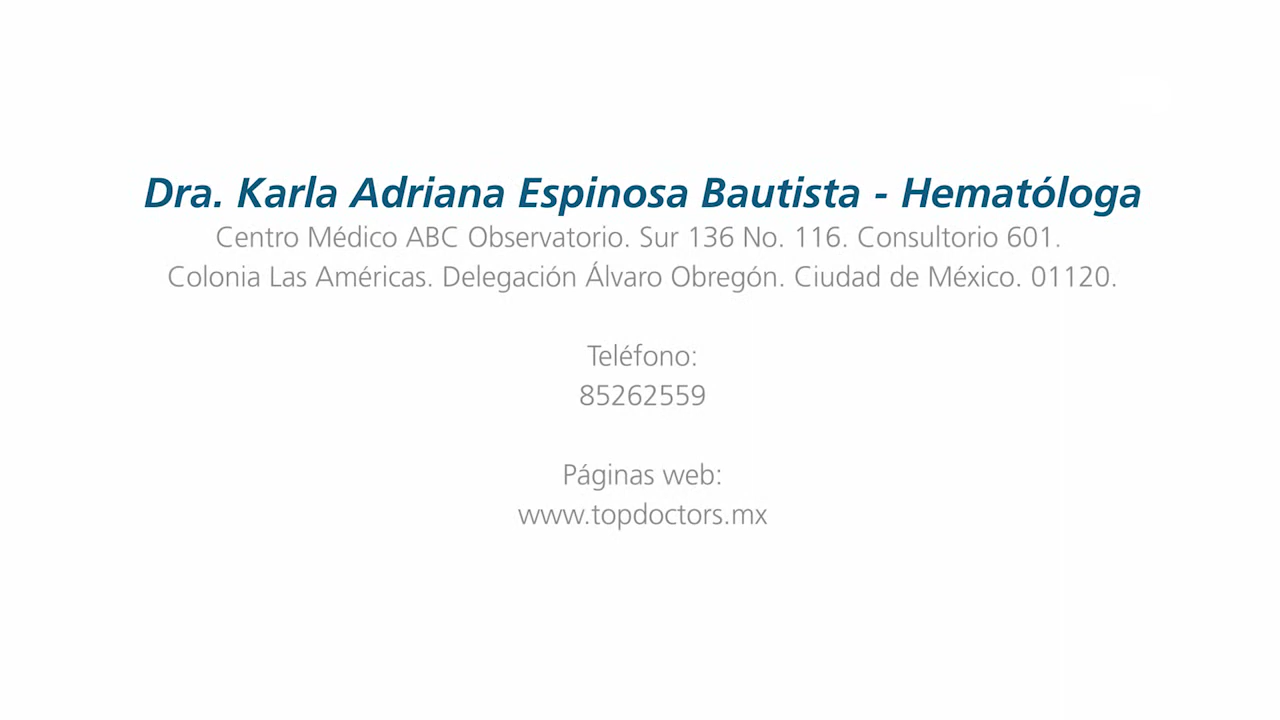 Dra. Karla Adriana Espinosa Bautista - Hematóloga
Centro Médico ABC Observatorio. Sur 136 No. 116. Consultorio 601.
Colonia Las Américas. Delegación Álvaro Obregón. Ciudad de México. 01120.
Teléfono:
85262559
Páginas web:
www.topdoctors.mx